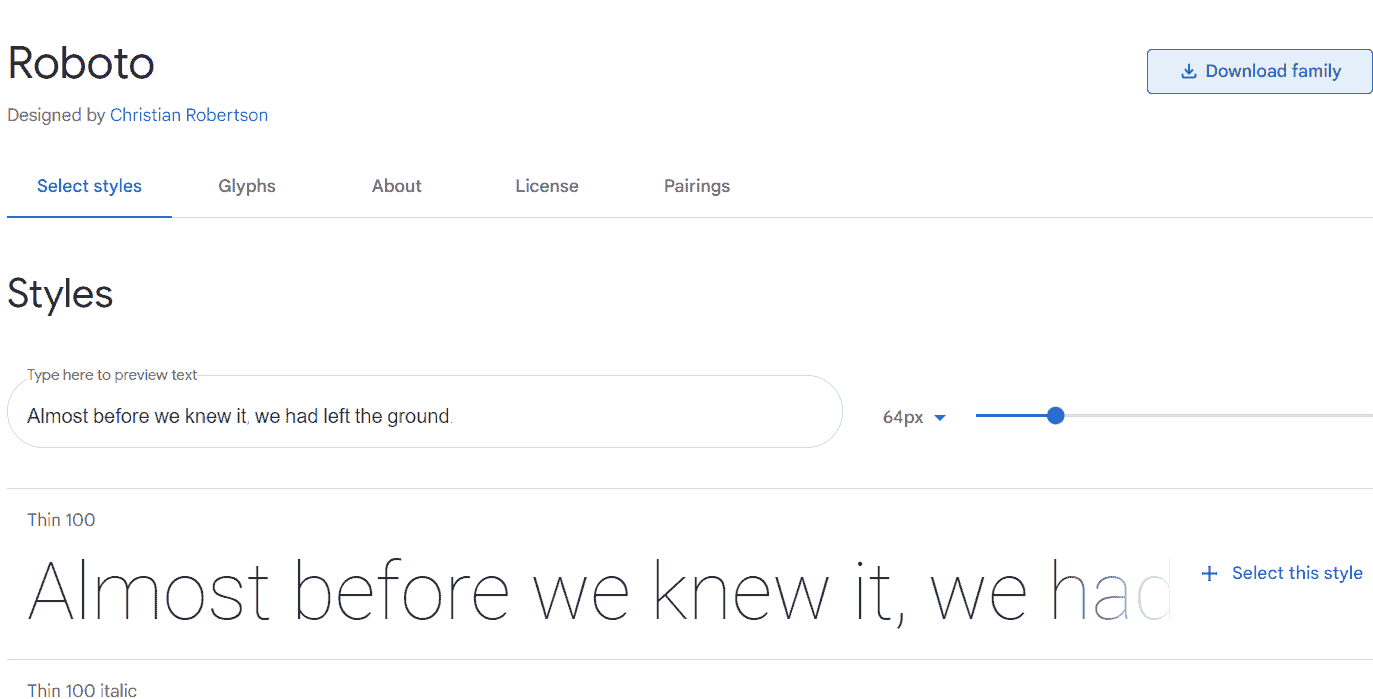 Roboto
Download family
Designed by Christian Robertson
Select styles
Glyphs
About
License
Pairings
Styles
Type here to preview text
Almost before we knew it, we had left the ground.
64px
Thin 100
Almost before we knew it, we had
+ Select this style
Thin 100 italic